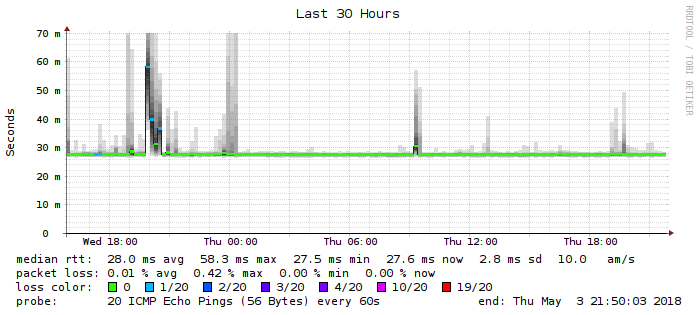 Last 30 Hours
RRDTOOL / TOBI OETIKER
Seconds
70 m
60 m
50 m
40 m
30 m
20 m
10 m
0
Wed 18:00 Thu 00:00 Thu 06:00 Thu 12:00 Thu 18:00
median rtt: 28.0 ms avg 58.3 ms max 27.5 ms min 27.6 ms now 2.8 ms sd 10.0 am/s
packet loss: 0.01 % avg 0.42 % max 0.00 % min 0.00 % now
loss color: 0 1/20 2/20 3/20 4/20 10/20 19/20
probe: 20 ICMP Echo Pings (56 Bytes) every 60s end: Thu May 3 21:50:03 2018